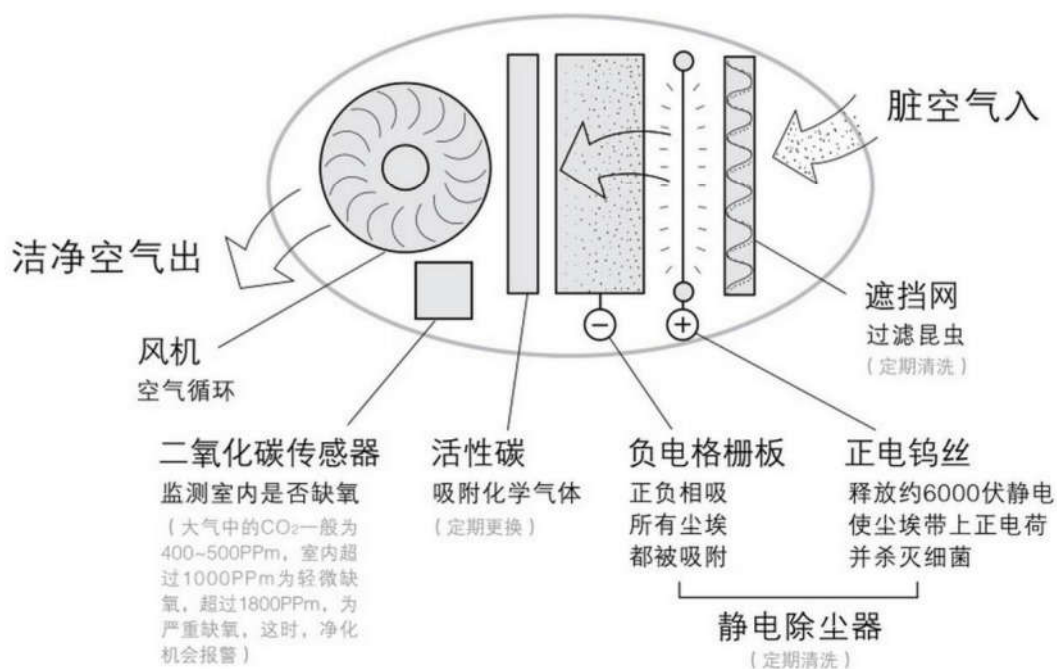 脏空气入
洁净空气出
遮挡网
过滤昆虫
(定期清洗)
风机
空气循环
二氧化碳传感器
监测室内是否缺氧
(大气中的CO₂一般为
400~500PPm，室内超
过1000PPm为轻微缺
氧，超过1800PPm，为
严重缺氧，这时，净化
机会报警)
活性碳
吸附化学气体
(定期更换)
−
负电格栅板
正负相吸
所有尘埃
都被吸附
+
正电钨丝
释放约6000伏静电
使尘埃带上正电荷
并杀灭细菌
静电除尘器
(定期清洗)